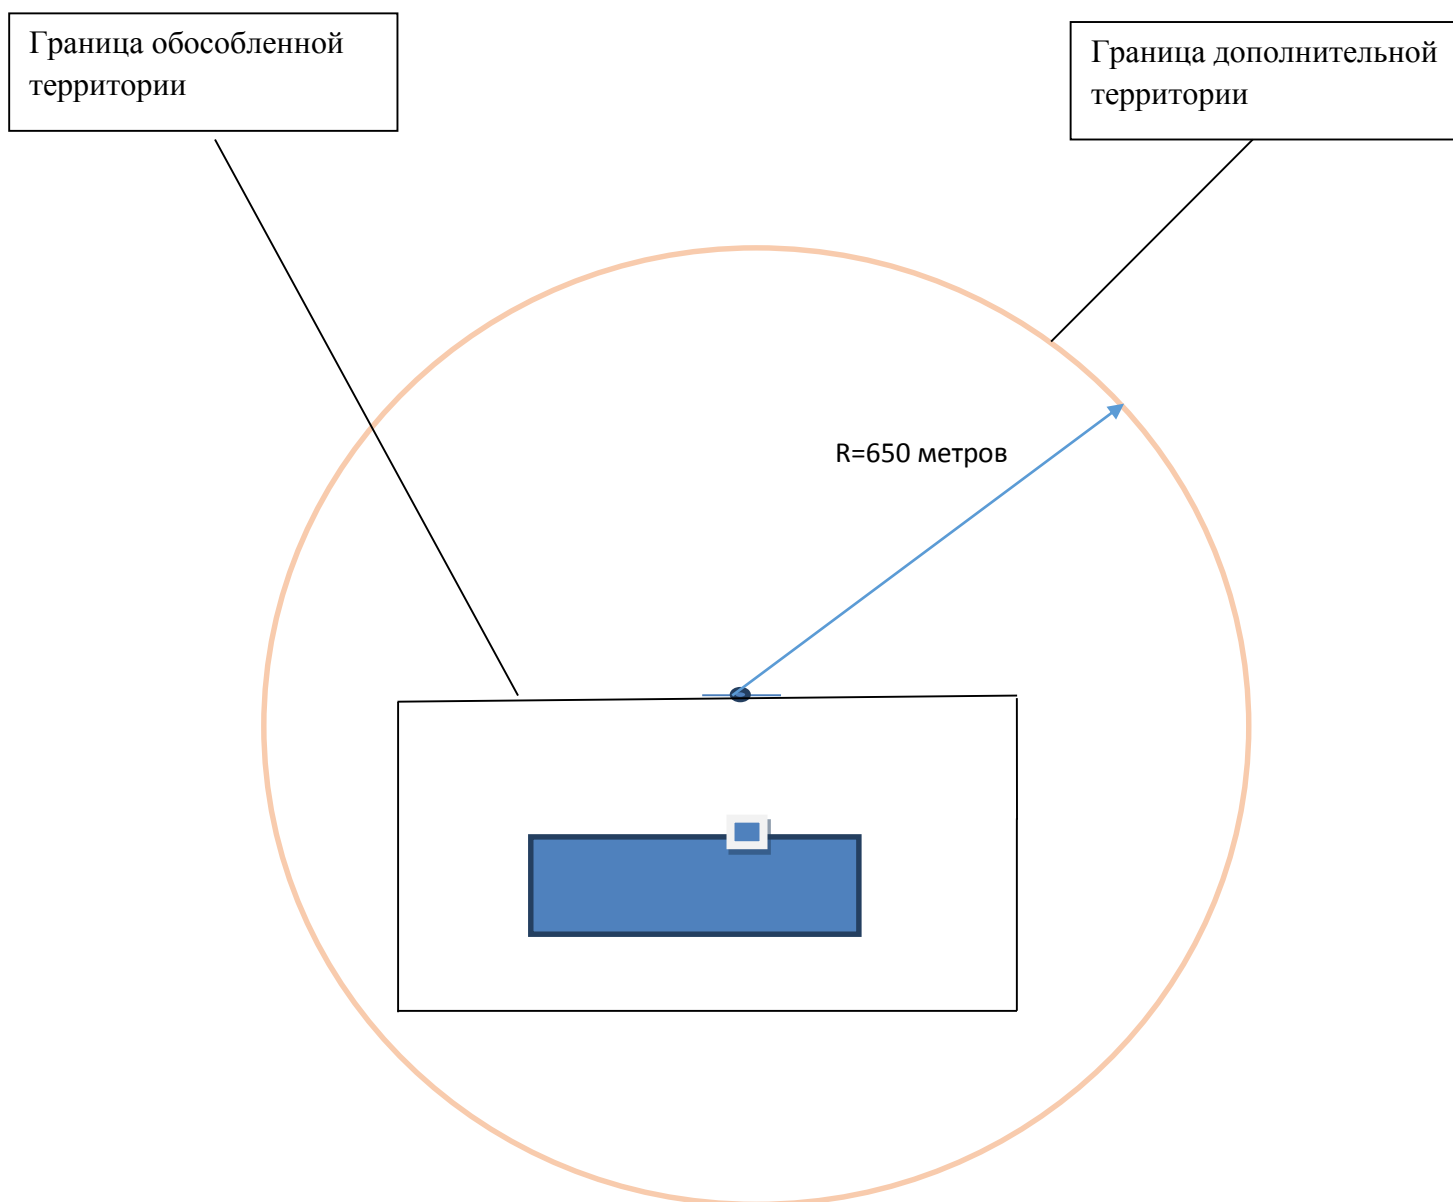 Граница обособленной
территории
Граница дополнительной
территории
R=650 метров